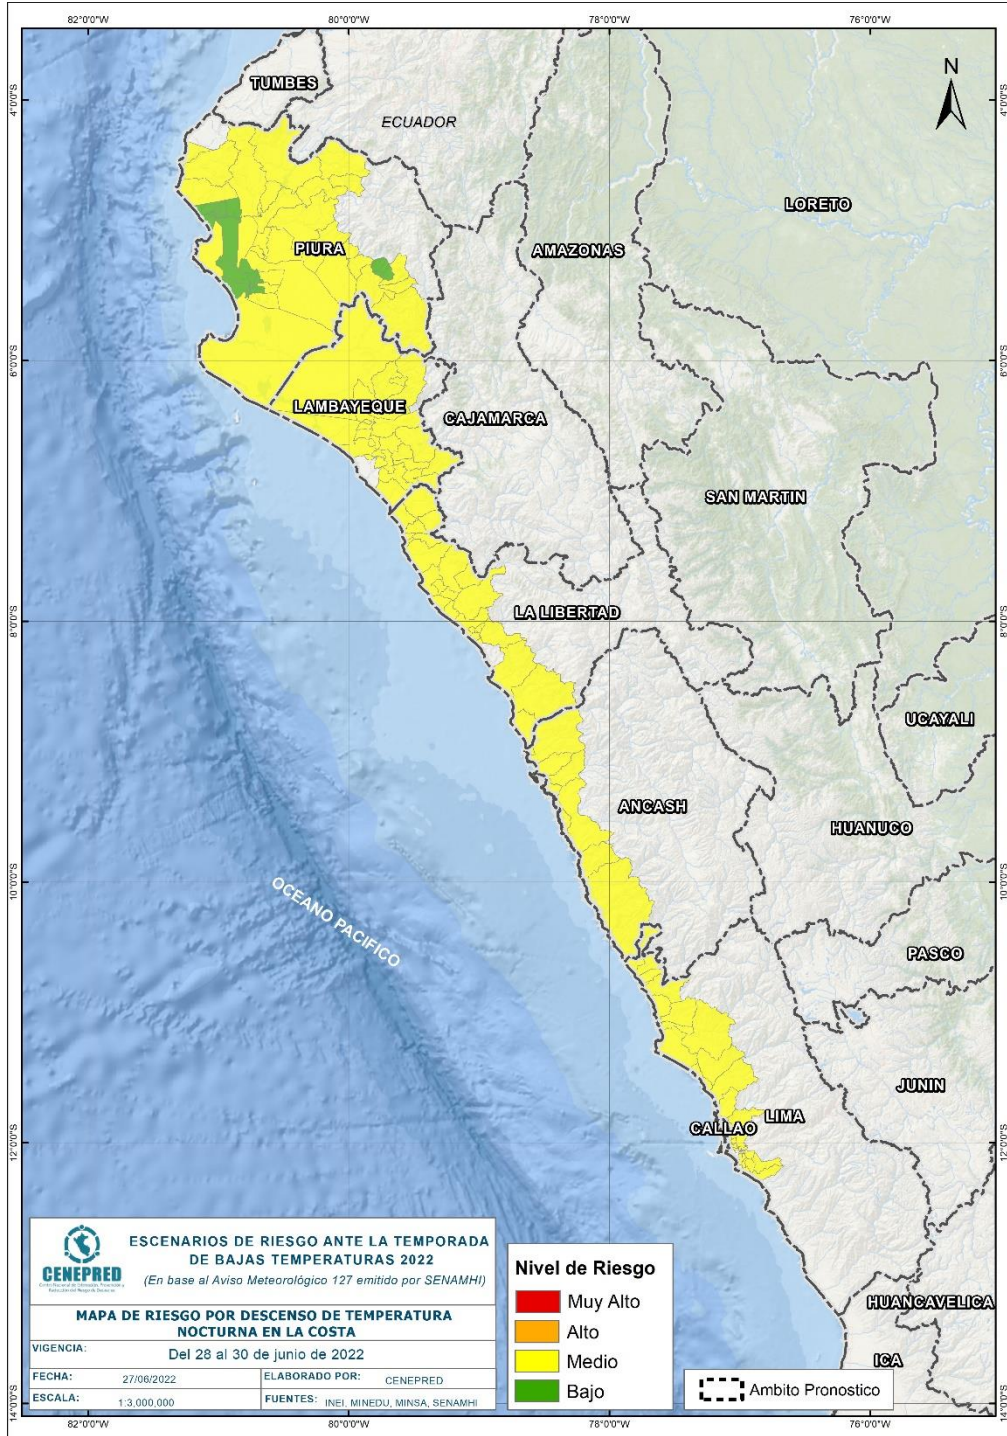 82°0'0"W 80°0'0"W 78°0'0"W 76°0'0"W
4°0'0"S
6°0'0"S
8°0'0"S
10°0'0"S
12°0'0"S
14°0'0"S
4°0'0"S
6°0'0"S
8°0'0"S
10°0'0"S
12°0'0"S
14°0'0"S
N
TUMBES
ECUADOR
LORETO
PIURA
AMAZONAS
LAMBAYEQUE
CAJAMARCA
SAN MARTIN
LA LIBERTAD
UCAYALI
ANCASH
HUANUCO
OCEANO PACIFICO
PASCO
JUNIN
LIMA
CALLAO
HUANCAVELICA
ICA
CENEPRED
ESCENARIOS DE RIESGO ANTE LA TEMPORADA
DE BAJAS TEMPERATURAS 2022
(En base al Aviso Meteorológico 127 emitido por SENAMHI)
MAPA DE RIESGO POR DESCENSO DE TEMPERATURA
NOCTURNA EN LA COSTA
VIGENCIA: Del 28 al 30 de junio de 2022
FECHA: 27/06/2022 ELABORADO POR: CENEPRED
ESCALA: 1:3,000,000 FUENTES: INEI, MINEDU, MINSA, SENAMHI
Nivel de Riesgo
Muy Alto
Alto
Medio
Bajo
Ambito Pronostico
82°0'0"W 80°0'0"W 78°0'0"W 76°0'0"W